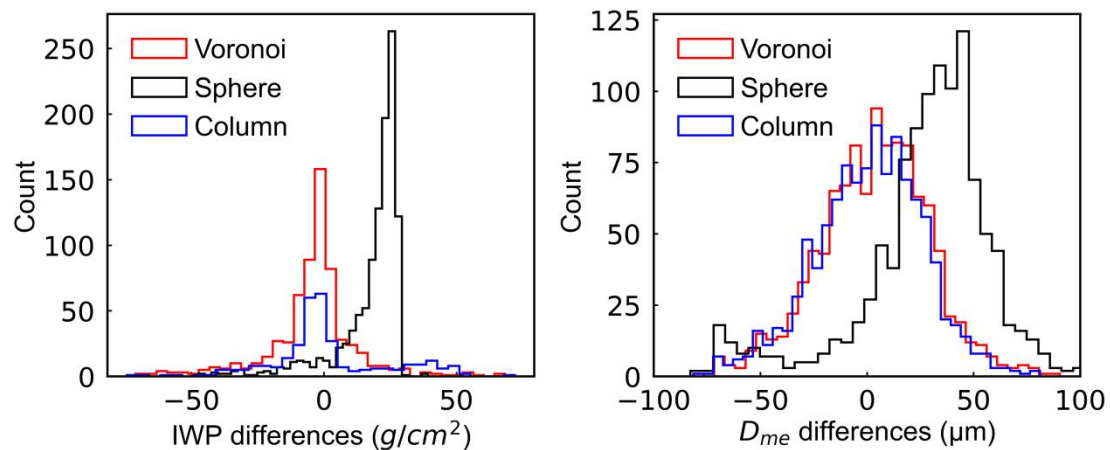 250
200
150
100
50
0
Count
Voronoi
Sphere
Column
−50 0 50
IWP differences (g/cm²)
125
100
75
50
25
0
Count
Voronoi
Sphere
Column
−100 −50 0 50 100
Dme differences (μm)